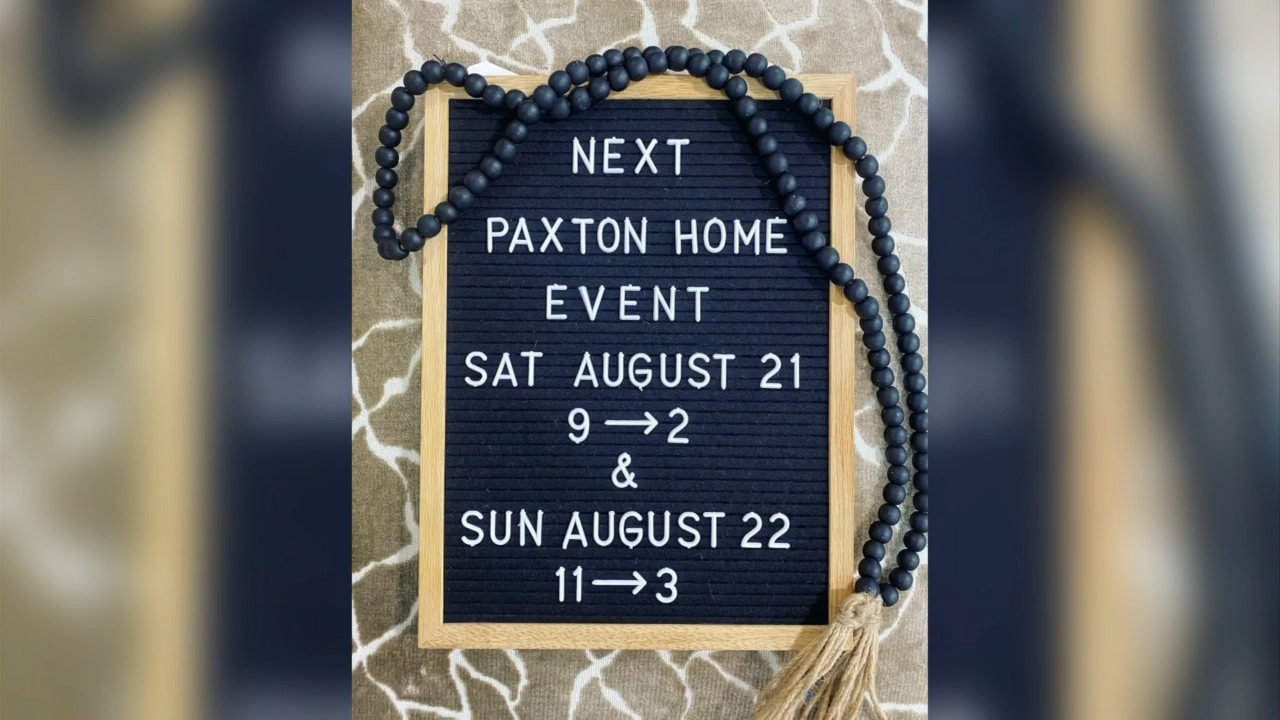 NEXT
PAXTON HOME
EVENT
SAT AUGUST 21
9 → 2
&
SUN AUGUST 22
11 → 3